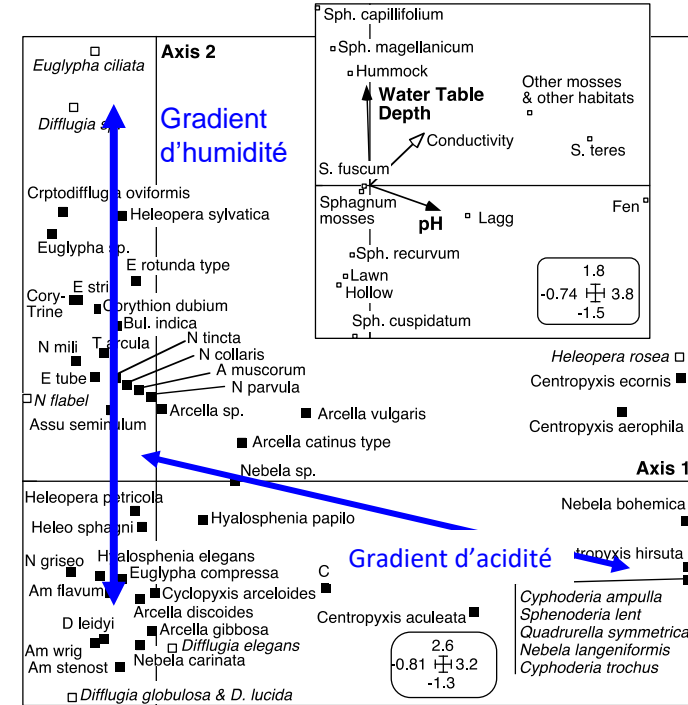 Sph. capillifolium
Axis 2
Sph. magellanicum
Euglypha ciliata
Hummock
Other mosses
& other habitats
Water Table
Depth
Gradient
d'humidité
Difflugia
Conductivity
S. teres
S. fuscum
Crptodifflugia oviformis
Heleopera sylvatica
Sphagnum
mosses
pH
Lagg
Fen
Euglypha sp.
Sph. recurvum
E rotunda type
Lawn
Hollow
1.8
-0.74
3.8
-1.5
E stri
Cory-
Trine
Corythion dubium
Bul. indica
Sph. cuspidatum
N tincta
T arcula
N collaris
N mili
A muscorum
Heleopera rosea
E tube
N parvula
Centropyxis ecornis
N flabel
Arcella sp.
Arcella vulgaris
Centropyxis aerophila
Assu seminulum
Arcella catinus type
Nebela sp.
Axis 1
Heleopera petricola
Nebela bohemica
Heleo sphagni
Hyalosphenia papilo
Hyalosphenia elegans
Gradient d'acidité
tropyxis hirsuta
N griseo
Euglypha compressa
C
Am flavum
Cyclopyxis arceloides
Cyphoderia ampulla
Arcella discoides
Centropyxis aculeata
Sphenoderia lent
D leidyi
Arcella gibbosa
Quadrurella symmetrica
Am wrig
Difflugia elegans
2.6
Nebela langeniformis
Am stenost
Nebela carinata
-0.81
3.2
Cyphoderia trochus
-1.3
Difflugia globulosa & D. lucida